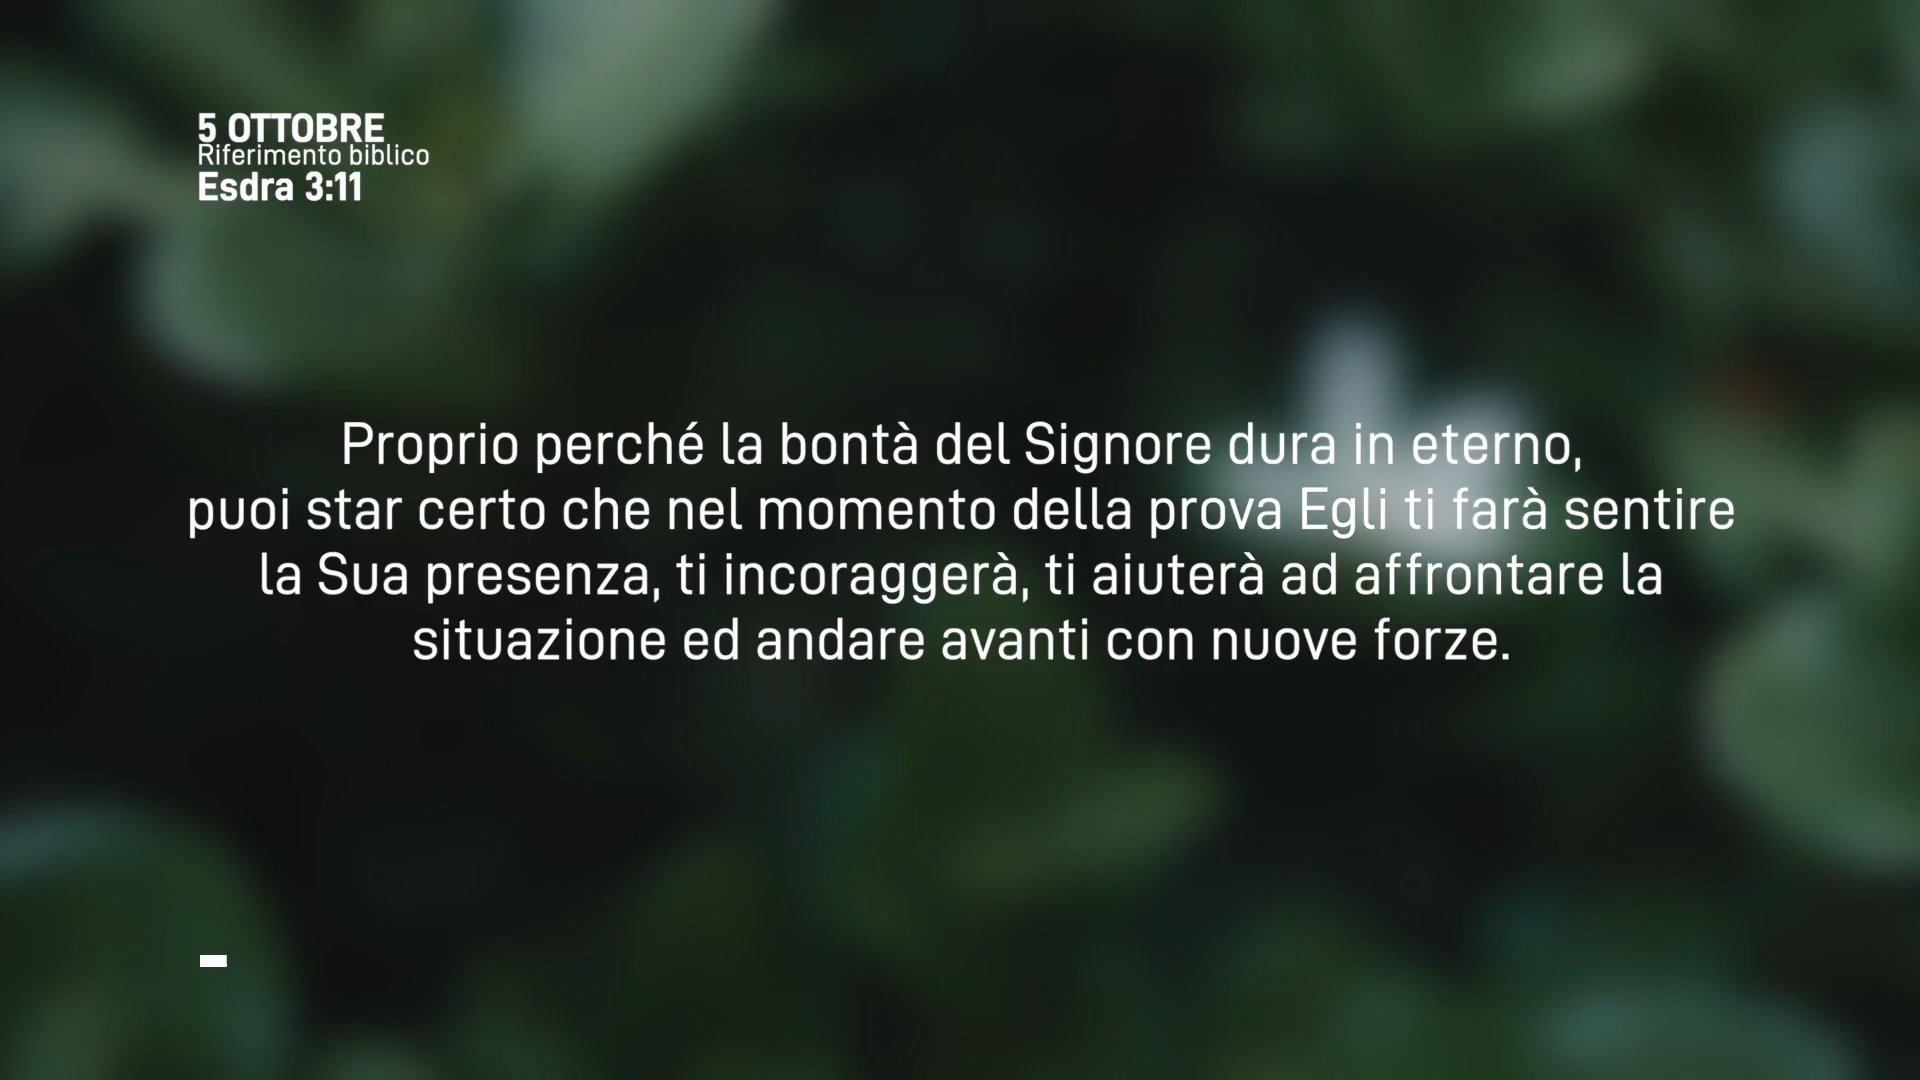 5 OTTOBRE
Riferimento biblico
Esdra 3:11
Proprio perché la bontà del Signore dura in eterno,
puoi star certo che nel momento della prova Egli ti farà sentire
la Sua presenza, ti incoraggerà, ti aiuterà ad affrontare la
situazione ed andare avanti con nuove forze.